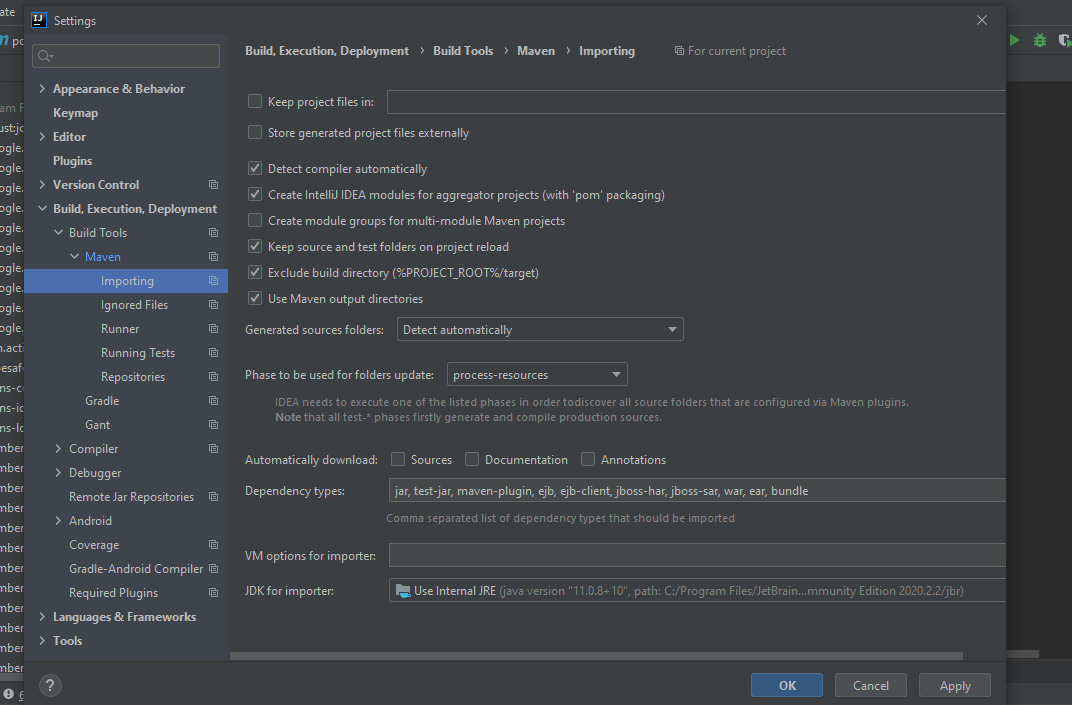 Settings
Build, Execution, Deployment › Build Tools › Maven › Importing
For current project
Appearance & Behavior
Keymap
Editor
Plugins
Version Control
Build, Execution, Deployment
Build Tools
Maven
Importing
Ignored Files
Runner
Running Tests
Repositories
Gradle
Gant
Compiler
Debugger
Remote Jar Repositories
Android
Coverage
Gradle-Android Compiler
Required Plugins
Languages & Frameworks
Tools
Keep project files in:
Store generated project files externally
Detect compiler automatically
Create IntelliJ IDEA modules for aggregator projects (with 'pom' packaging)
Create module groups for multi-module Maven projects
Keep source and test folders on project reload
Exclude build directory (%PROJECT_ROOT%/target)
Use Maven output directories
Generated sources folders: Detect automatically
Phase to be used for folders update: process-resources
IDEA needs to execute one of the listed phases in order todiscover all source folders that are configured via Maven plugins.
Note that all test-* phases firstly generate and compile production sources.
Automatically download: Sources Documentation Annotations
Dependency types: jar, test-jar, maven-plugin, ejb, ejb-client, jboss-har, jboss-sar, war, ear, bundle
Comma separated list of dependency types that should be imported
VM options for importer:
JDK for importer: Use Internal JRE (java version "11.0.8+10", path: C:/Program Files/JetBrain...mmunity Edition 2020.2.2/jbr)
? OK Cancel Apply